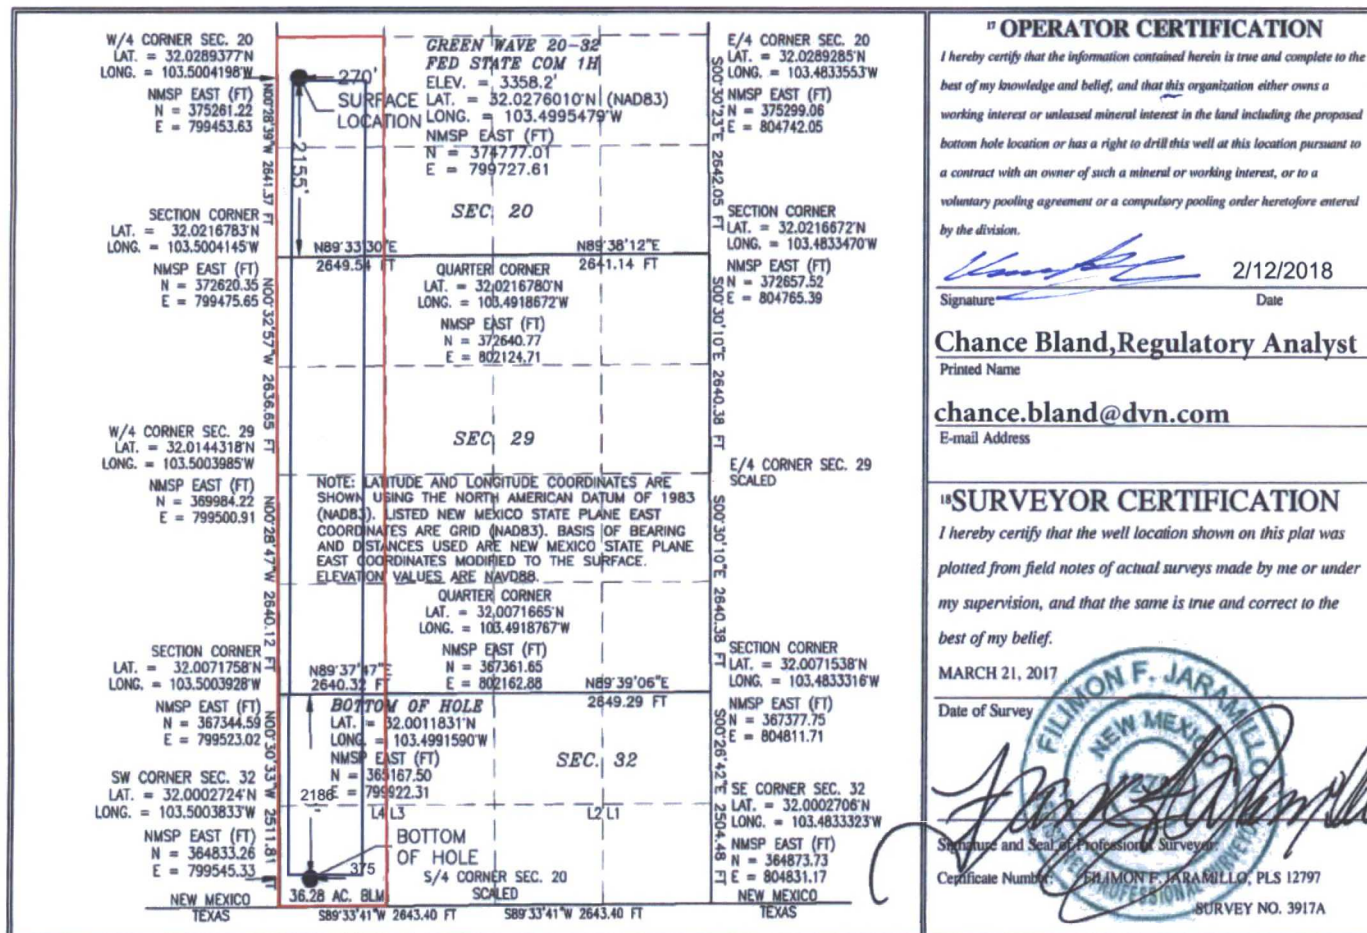 W/4 CORNER SEC. 20
LAT. = 32.0289377'N
LONG. = 103.5004198'W
NMSP EAST (FT)
N = 375261.22
E = 799453.63
N00°28'39"W 2641.37 FT
SECTION CORNER
LAT. = 32.0216783'N
LONG. = 103.5004145'W
NMSP EAST (FT)
N = 372620.35
E = 799475.65
N00°32'57"W 2636.65 FT
W/4 CORNER SEC. 29
LAT. = 32.0144318'N
LONG. = 103.5003985'W
NMSP EAST (FT)
N = 369984.22
E = 799500.91
N00°28'47"W 2640.12 FT
SECTION CORNER
LAT. = 32.0071758'N
LONG. = 103.5003928'W
NMSP EAST (FT)
N = 367344.59
E = 799523.02
N00°30'33"W 2511.81 FT
SW CORNER SEC. 32
LAT. = 32.0002724'N
LONG. = 103.5003833'W
NMSP EAST (FT)
N = 364833.26
E = 799545.33
NEW MEXICO
TEXAS
GREEN WAVE 20-32
FED STATE COM 1H
ELEV. = 3358.2'
LAT. = 32.0276010'N (NAD83)
LONG. = 103.4995479'W
NMSP EAST (FT)
N = 374777.01
E = 799727.61
270'
SURFACE
LOCATION
2155'
SEC. 20
N89°33'30"E
2649.54 FT
N89°38'12"E
2641.14 FT
QUARTER CORNER
LAT. = 32.0216780'N
LONG. = 103.4918672'W
NMSP EAST (FT)
N = 372640.77
E = 802124.71
SEC. 29
NOTE: LATITUDE AND LONGITUDE COORDINATES ARE
SHOWN USING THE NORTH AMERICAN DATUM OF 1983
(NAD83). LISTED NEW MEXICO STATE PLANE EAST
COORDINATES ARE GRID (NAD83). BASIS OF BEARING
AND DISTANCES USED ARE NEW MEXICO STATE PLANE
EAST COORDINATES MODIFIED TO THE SURFACE.
ELEVATION VALUES ARE NAVD88.
QUARTER CORNER
LAT. = 32.0071665'N
LONG. = 103.4918767'W
NMSP EAST (FT)
N = 367361.65
E = 802162.88
N89°37'47"E
2640.32 FT
N89°39'06"E
2649.29 FT
BOTTOM OF HOLE
LAT. = 32.0011831'N
LONG. = 103.4991590'W
NMSP EAST (FT)
N = 365167.50
E = 799922.31
SEC. 32
2186
L4 L3
L2 L1
BOTTOM
OF HOLE
375
S/4 CORNER SEC. 20
SCALED
36.28 AC. BLM
S89°33'41"W 2643.40 FT
S89°33'41"W 2643.40 FT
E/4 CORNER SEC. 20
LAT. = 32.0289285'N
LONG. = 103.4833553'W
NMSP EAST (FT)
N = 375299.06
E = 804742.05
S00°30'23"E 2642.05 FT
SECTION CORNER
LAT. = 32.0216672'N
LONG. = 103.4833470'W
NMSP EAST (FT)
N = 372657.52
E = 804765.39
S00°30'10"E 2640.38 FT
E/4 CORNER SEC. 29
SCALED
S00°30'10"E 2640.38 FT
SECTION CORNER
LAT. = 32.0071538'N
LONG. = 103.4833316'W
NMSP EAST (FT)
N = 367377.75
E = 804811.71
S00°26'42"E 2504.48 FT
SE CORNER SEC. 32
LAT. = 32.0002706'N
LONG. = 103.4833323'W
NMSP EAST (FT)
N = 364873.73
E = 804831.17
NEW MEXICO
TEXAS
17 OPERATOR CERTIFICATION
I hereby certify that the information contained herein is true and complete to the
best of my knowledge and belief, and that this organization either owns a
working interest or unleased mineral interest in the land including the proposed
bottom hole location or has a right to drill this well at this location pursuant to
a contract with an owner of such a mineral or working interest, or to a
voluntary pooling agreement or a compulsory pooling order heretofore entered
by the division.
2/12/2018
Signature Date
Chance Bland,Regulatory Analyst
Printed Name
chance.bland@dvn.com
E-mail Address
18 SURVEYOR CERTIFICATION
I hereby certify that the well location shown on this plat was
plotted from field notes of actual surveys made by me or under
my supervision, and that the same is true and correct to the
best of my belief.
MARCH 21, 2017
Date of Survey
FILIMON F. JARAMILLO
NEW MEXICO
PROFESSIONAL SURVEYOR
Signature and Seal of Professional Surveyor:
Certificate Number: FILIMON F. JARAMILLO, PLS 12797
SURVEY NO. 3917A